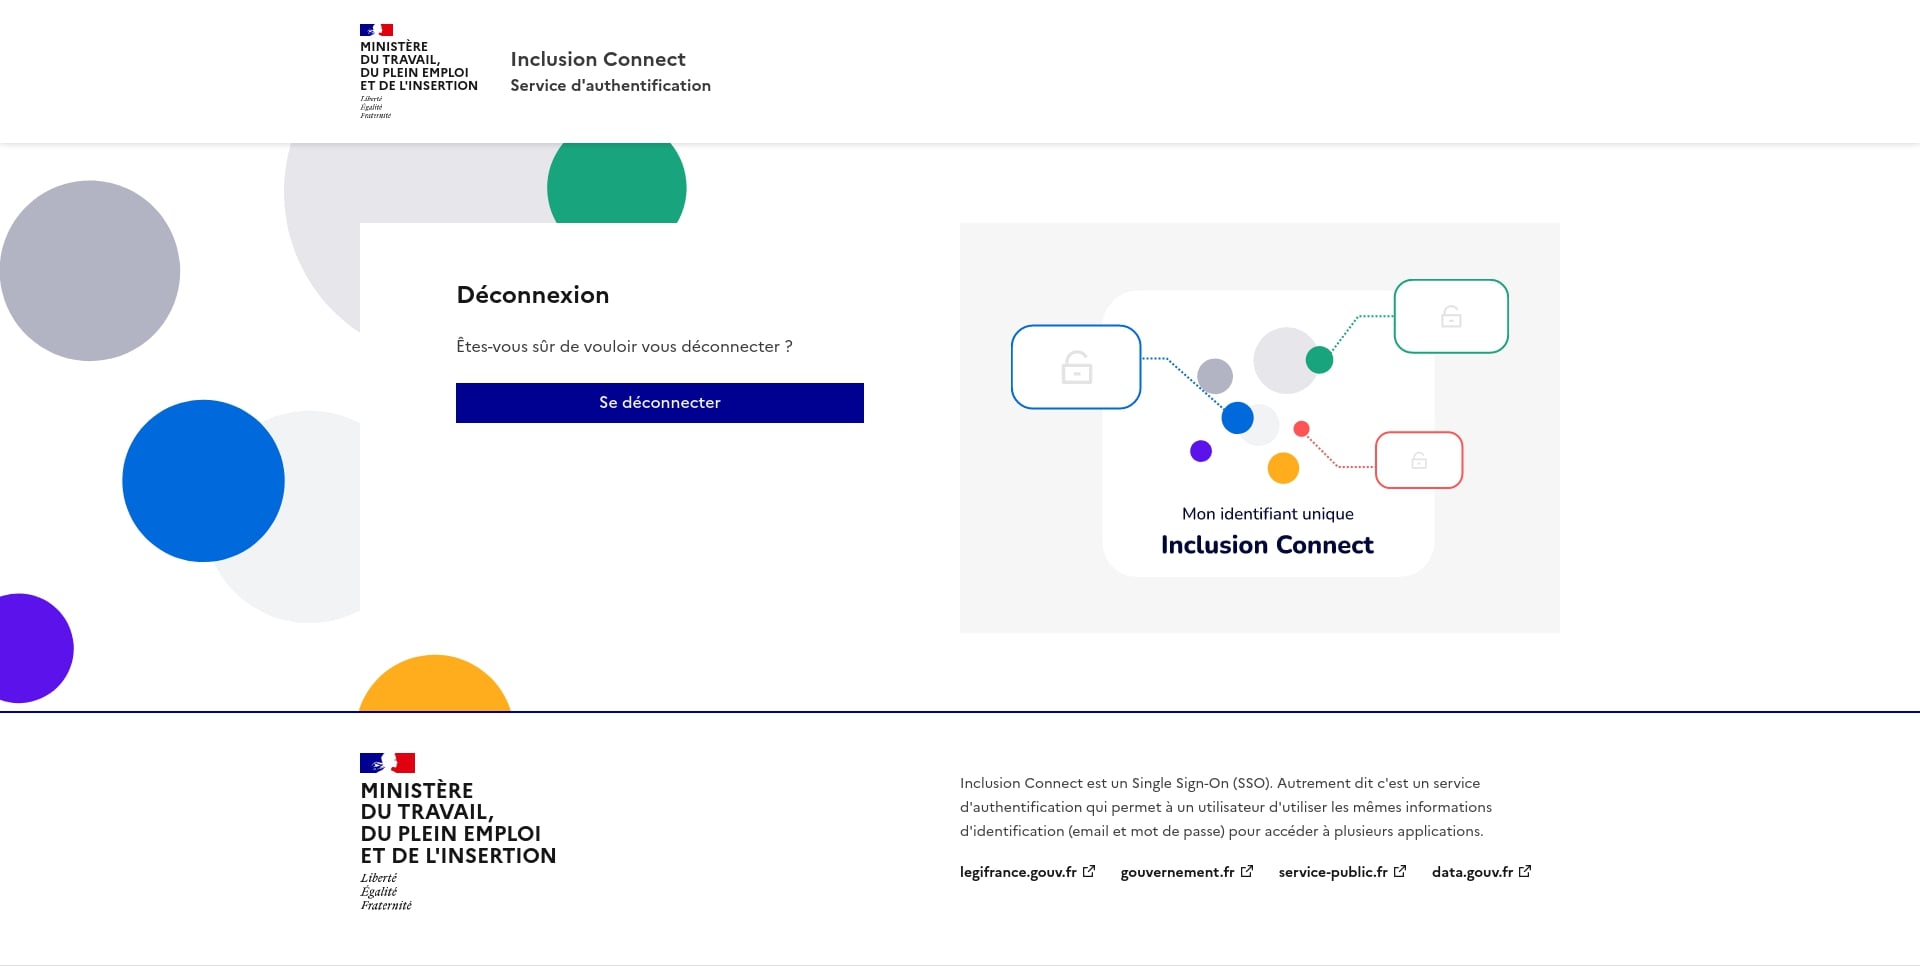 MINISTÈRE
DU TRAVAIL,
DU PLEIN EMPLOI
ET DE L'INSERTION
Liberté
Égalité
Fraternité
Inclusion Connect
Service d'authentification
Déconnexion
Êtes-vous sûr de vouloir vous déconnecter ?
Se déconnecter
Mon identifiant unique
Inclusion Connect
MINISTÈRE
DU TRAVAIL,
DU PLEIN EMPLOI
ET DE L'INSERTION
Liberté
Égalité
Fraternité
Inclusion Connect est un Single Sign-On (SSO). Autrement dit c'est un service
d'authentification qui permet à un utilisateur d'utiliser les mêmes informations
d'identification (email et mot de passe) pour accéder à plusieurs applications.
legifrance.gouv.fr gouvernement.fr service-public.fr data.gouv.fr